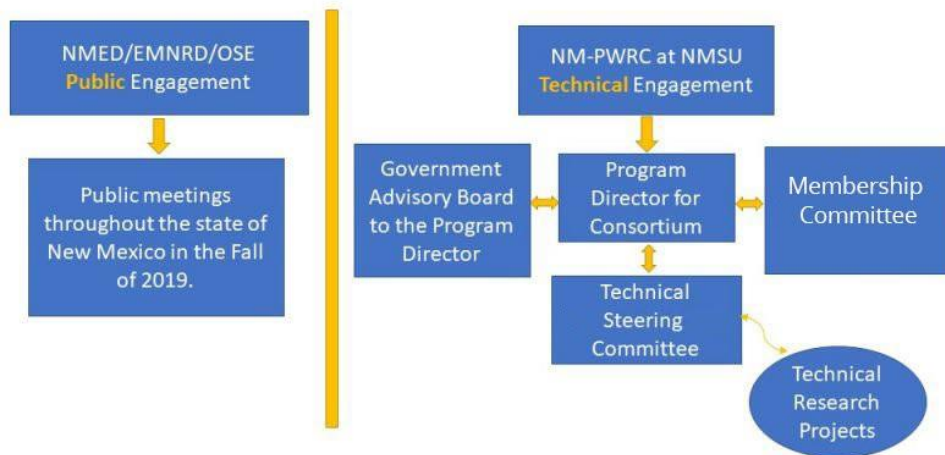 NMED/EMNRD/OSE
Public Engagement
Public meetings
throughout the state of
New Mexico in the Fall
of 2019.
NM-PWRC at NMSU
Technical Engagement
Government
Advisory Board
to the Program
Director
Program
Director for
Consortium
Membership
Committee
Technical
Steering
Committee
Technical
Research
Projects